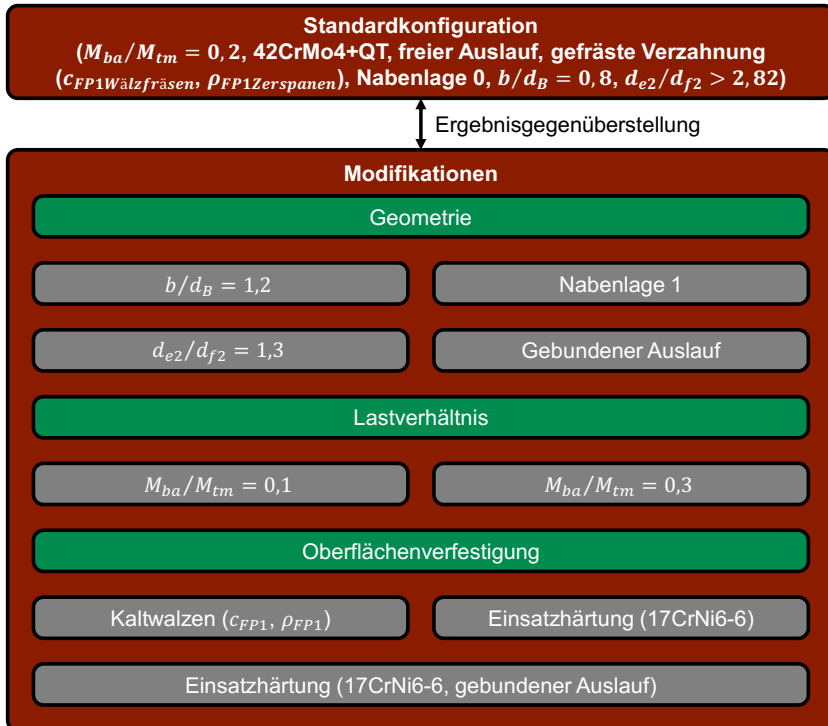 Standardkonfiguration
(M_ba/M_tm = 0,2, 42CrMo4+QT, freier Auslauf, gefräste Verzahnung
(c_FP1Wälzfräsen, ρ_FP1Zerspanen), Nabenlage 0, b/d_B = 0,8, d_e2/d_f2 > 2,82)
Ergebnisgegenüberstellung
Modifikationen
Geometrie
b/d_B = 1,2
Nabenlage 1
d_e2/d_f2 = 1,3
Gebundener Auslauf
Lastverhältnis
M_ba/M_tm = 0,1
M_ba/M_tm = 0,3
Oberflächenverfestigung
Kaltwalzen (c_FP1, ρ_FP1)
Einsatzhärtung (17CrNi6-6)
Einsatzhärtung (17CrNi6-6, gebundener Auslauf)